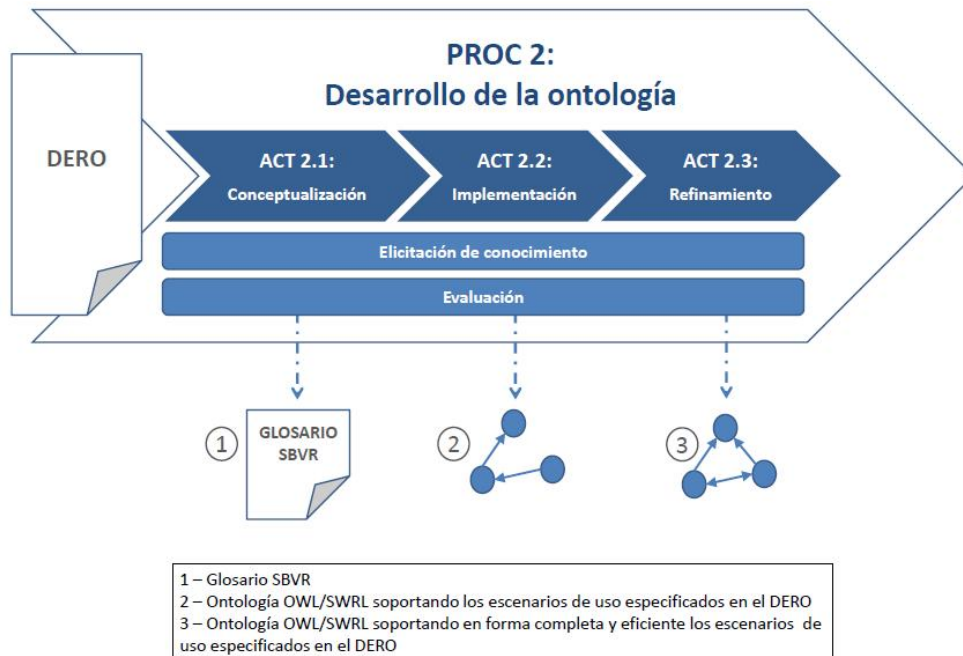 PROC 2:
Desarrollo de la ontología
DERO
ACT 2.1:
Conceptualización
ACT 2.2:
Implementación
ACT 2.3:
Refinamiento
Elicitación de conocimiento
Evaluación
1
GLOSARIO
SBVR
2
3
1 – Glosario SBVR
2 – Ontología OWL/SWRL soportando los escenarios de uso especificados en el DERO
3 – Ontología OWL/SWRL soportando en forma completa y eficiente los escenarios de
uso especificados en el DERO